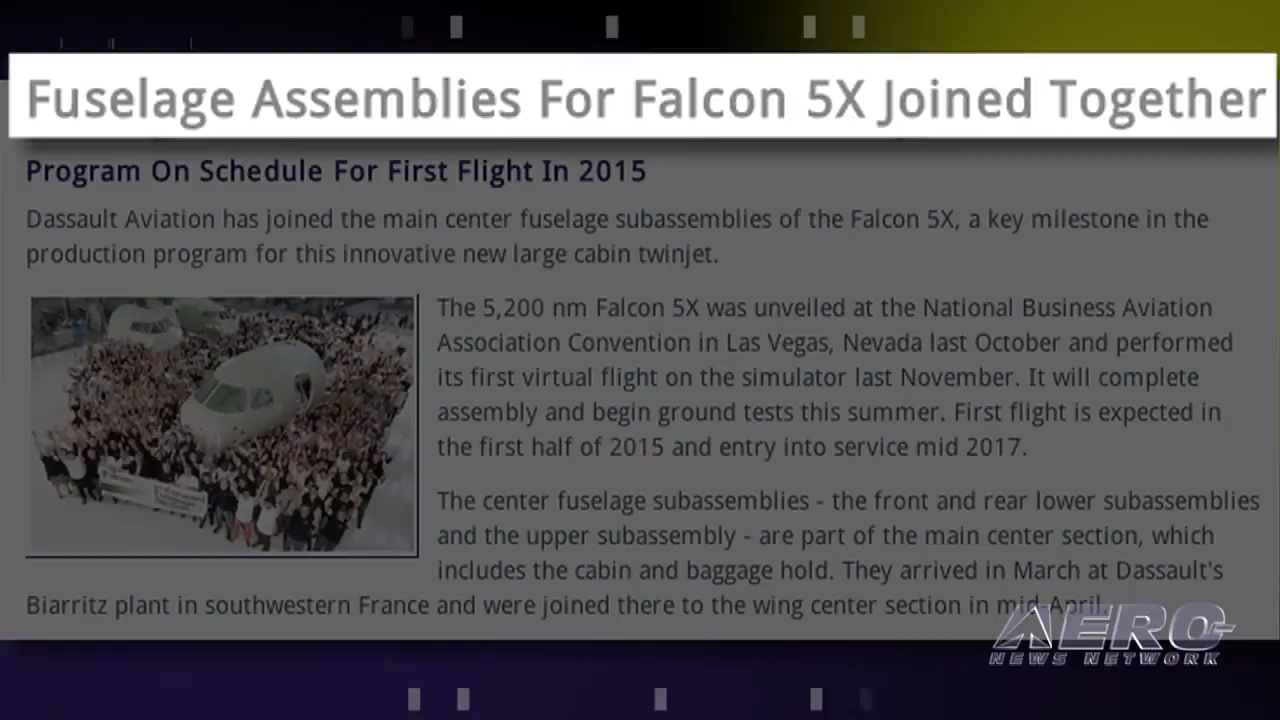 Fuselage Assemblies For Falcon 5X Joined Together
Program On Schedule For First Flight In 2015
Dassault Aviation has joined the main center fuselage subassemblies of the Falcon 5X, a key milestone in the
production program for this innovative new large cabin twinjet.
The 5,200 nm Falcon 5X was unveiled at the National Business Aviation
Association Convention in Las Vegas, Nevada last October and performed
its first virtual flight on the simulator last November. It will complete
assembly and begin ground tests this summer. First flight is expected in
the first half of 2015 and entry into service mid 2017.
The center fuselage subassemblies - the front and rear lower subassemblies
and the upper subassembly - are part of the main center section, which
includes the cabin and baggage hold. They arrived in March at Dassault's
Biarritz plant in southwestern France and were joined there to the wing center section in mid-April.
AERO
NEWS NETWORK